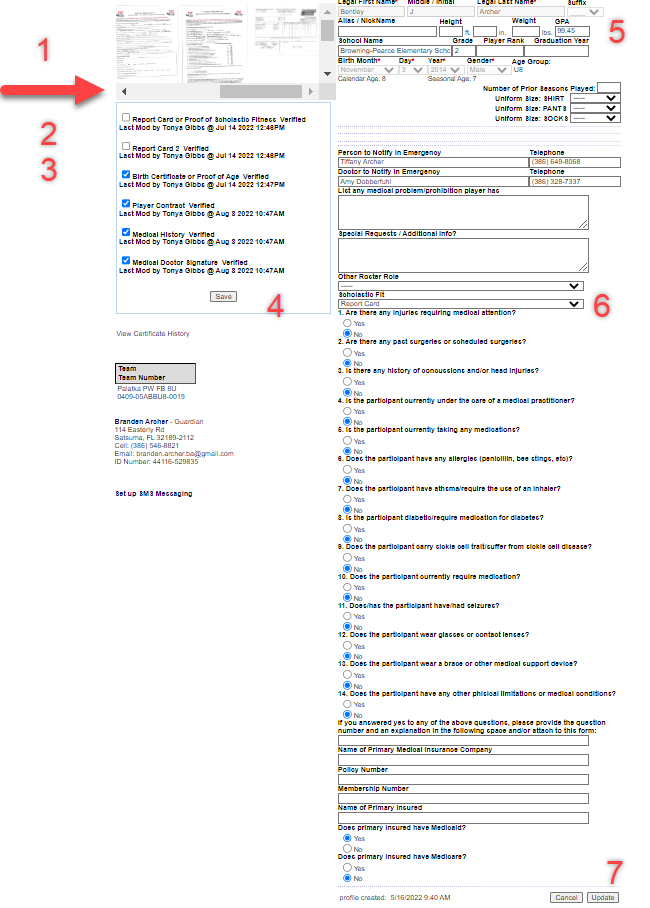 1
2
3
Report Card or Proof of Scholastic Fitness Verified
Last Mod by Tonya Gibbs @ Jul 14 2022 12:46PM
Report Card 2 Verified
Last Mod by Tonya Gibbs @ Jul 14 2022 12:46PM
Birth Certificate or Proof of Age Verified
Last Mod by Tonya Gibbs @ Jul 14 2022 12:47PM
Player Contract Verified
Last Mod by Tonya Gibbs @ Aug 8 2022 10:47AM
Medical History Verified
Last Mod by Tonya Gibbs @ Aug 8 2022 10:47AM
Medical Doctor Signature Verified
Last Mod by Tonya Gibbs @ Aug 8 2022 10:47AM
Save
4
View Certificate History
Team
Team Number
Palatka PW FB 8U
0409-05ABBU8-0019
Branden Archer - Guardian
114 Easterly Rd
Satsuma, FL 32189-2112
Cell: (386) 546-8821
Email: branden.archer.ba@gmail.com
ID Number: 44116-529835
Set up SMS Messaging
Legal First Name* Middle / Initial Legal Last Name* Suffix
Bentley J Archer ----
Alias / NickName Height Weight GPA
ft. in. lbs. 99.45
5
School Name Grade Player Rank Graduation Year
Browning-Pearce Elementary Scho 2
Birth Month* Day* Year* Gender* Age Group:
November 3 2014 Male U8
Calendar Age: 8 Seasonal Age: 7
Number of Prior Seasons Played:
Uniform Size: SHIRT -----
Uniform Size: PANTS -----
Uniform Size: SOCKS -----
Person to Notify in Emergency Telephone
Tiffany Archer (386) 649-8068
Doctor to Notify in Emergency Telephone
Amy Dobberfuhl (386) 328-7337
List any medical problem/prohibition player has
Special Requests / Additional Info?
Other Roster Role
-----
Scholastic Fit
Report Card
6
1. Are there any injuries requiring medical attention?
Yes
No
2. Are there any past surgeries or scheduled surgeries?
Yes
No
3. Is there any history of concussions and/or head injuries?
Yes
No
4. Is the participant currently under the care of a medical practitioner?
Yes
No
5. Is the participant currently taking any medications?
Yes
No
6. Does the participant have any allergies (penicillin, bee stings, etc)?
Yes
No
7. Does the participant have athsma/require the use of an inhaler?
Yes
No
8. Is the participant diabetic/require medication for diabetes?
Yes
No
9. Does the participant carry sickle cell trait/suffer from sickle cell disease?
Yes
No
10. Does the participant currently require medication?
Yes
No
11. Does/has the participant have/had seizures?
Yes
No
12. Does the participant wear glasses or contact lenses?
Yes
No
13. Does the participant wear a brace or other medical support device?
Yes
No
14. Does the participant have any other phisical limitations or medical conditions?
Yes
No
If you answered yes to any of the above questions, please provide the question
number and an explanation in the following space and/or attach to this form:
Name of Primary Medical Insurance Company
Policy Number
Membership Number
Name of Primary Insured
Does primary insured have Medicaid?
Yes
No
Does primary insured have Medicare?
Yes
No
7
profile created: 5/16/2022 9:40 AM Cancel Update